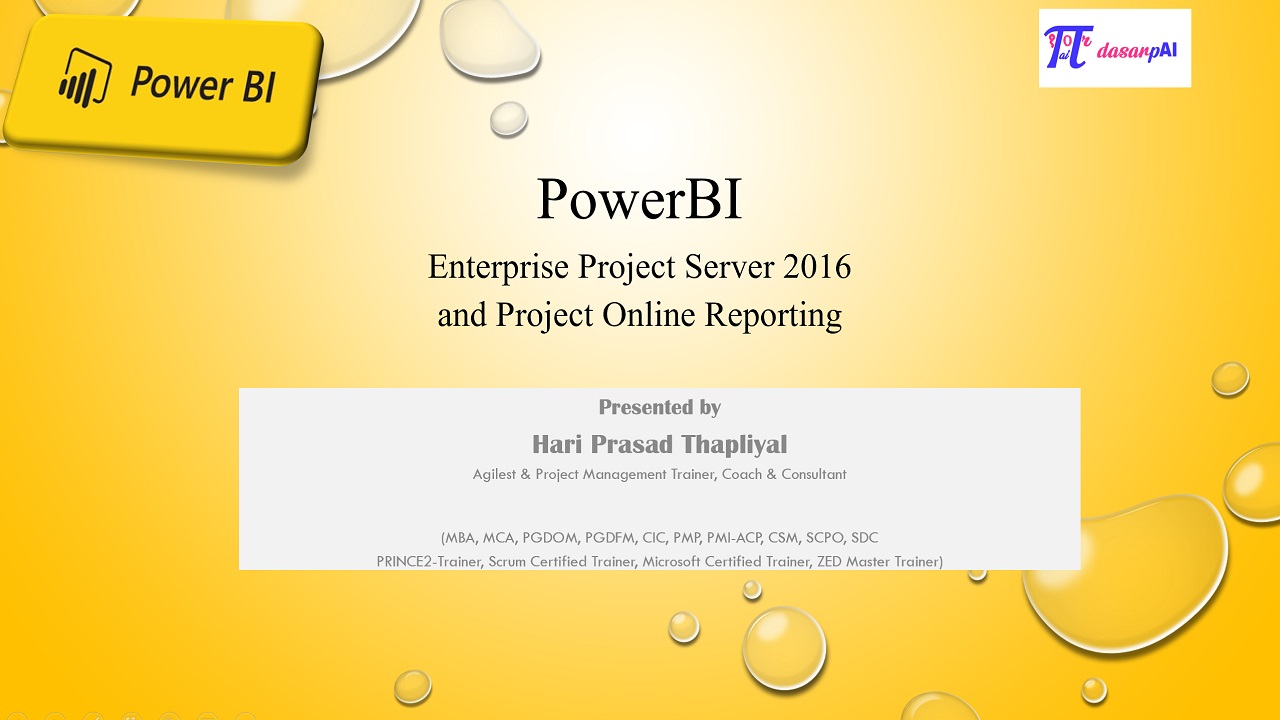 Power BI
dasarpAI
PowerBI
Enterprise Project Server 2016
and Project Online Reporting
Presented by
Hari Prasad Thapliyal
Agilest & Project Management Trainer, Coach & Consultant
(MBA, MCA, PGDOM, PGDFM, CIC, PMP, PMI-ACP, CSM, SCPO, SDC
PRINCE2-Trainer, Scrum Certified Trainer, Microsoft Certified Trainer, ZED Master Trainer)